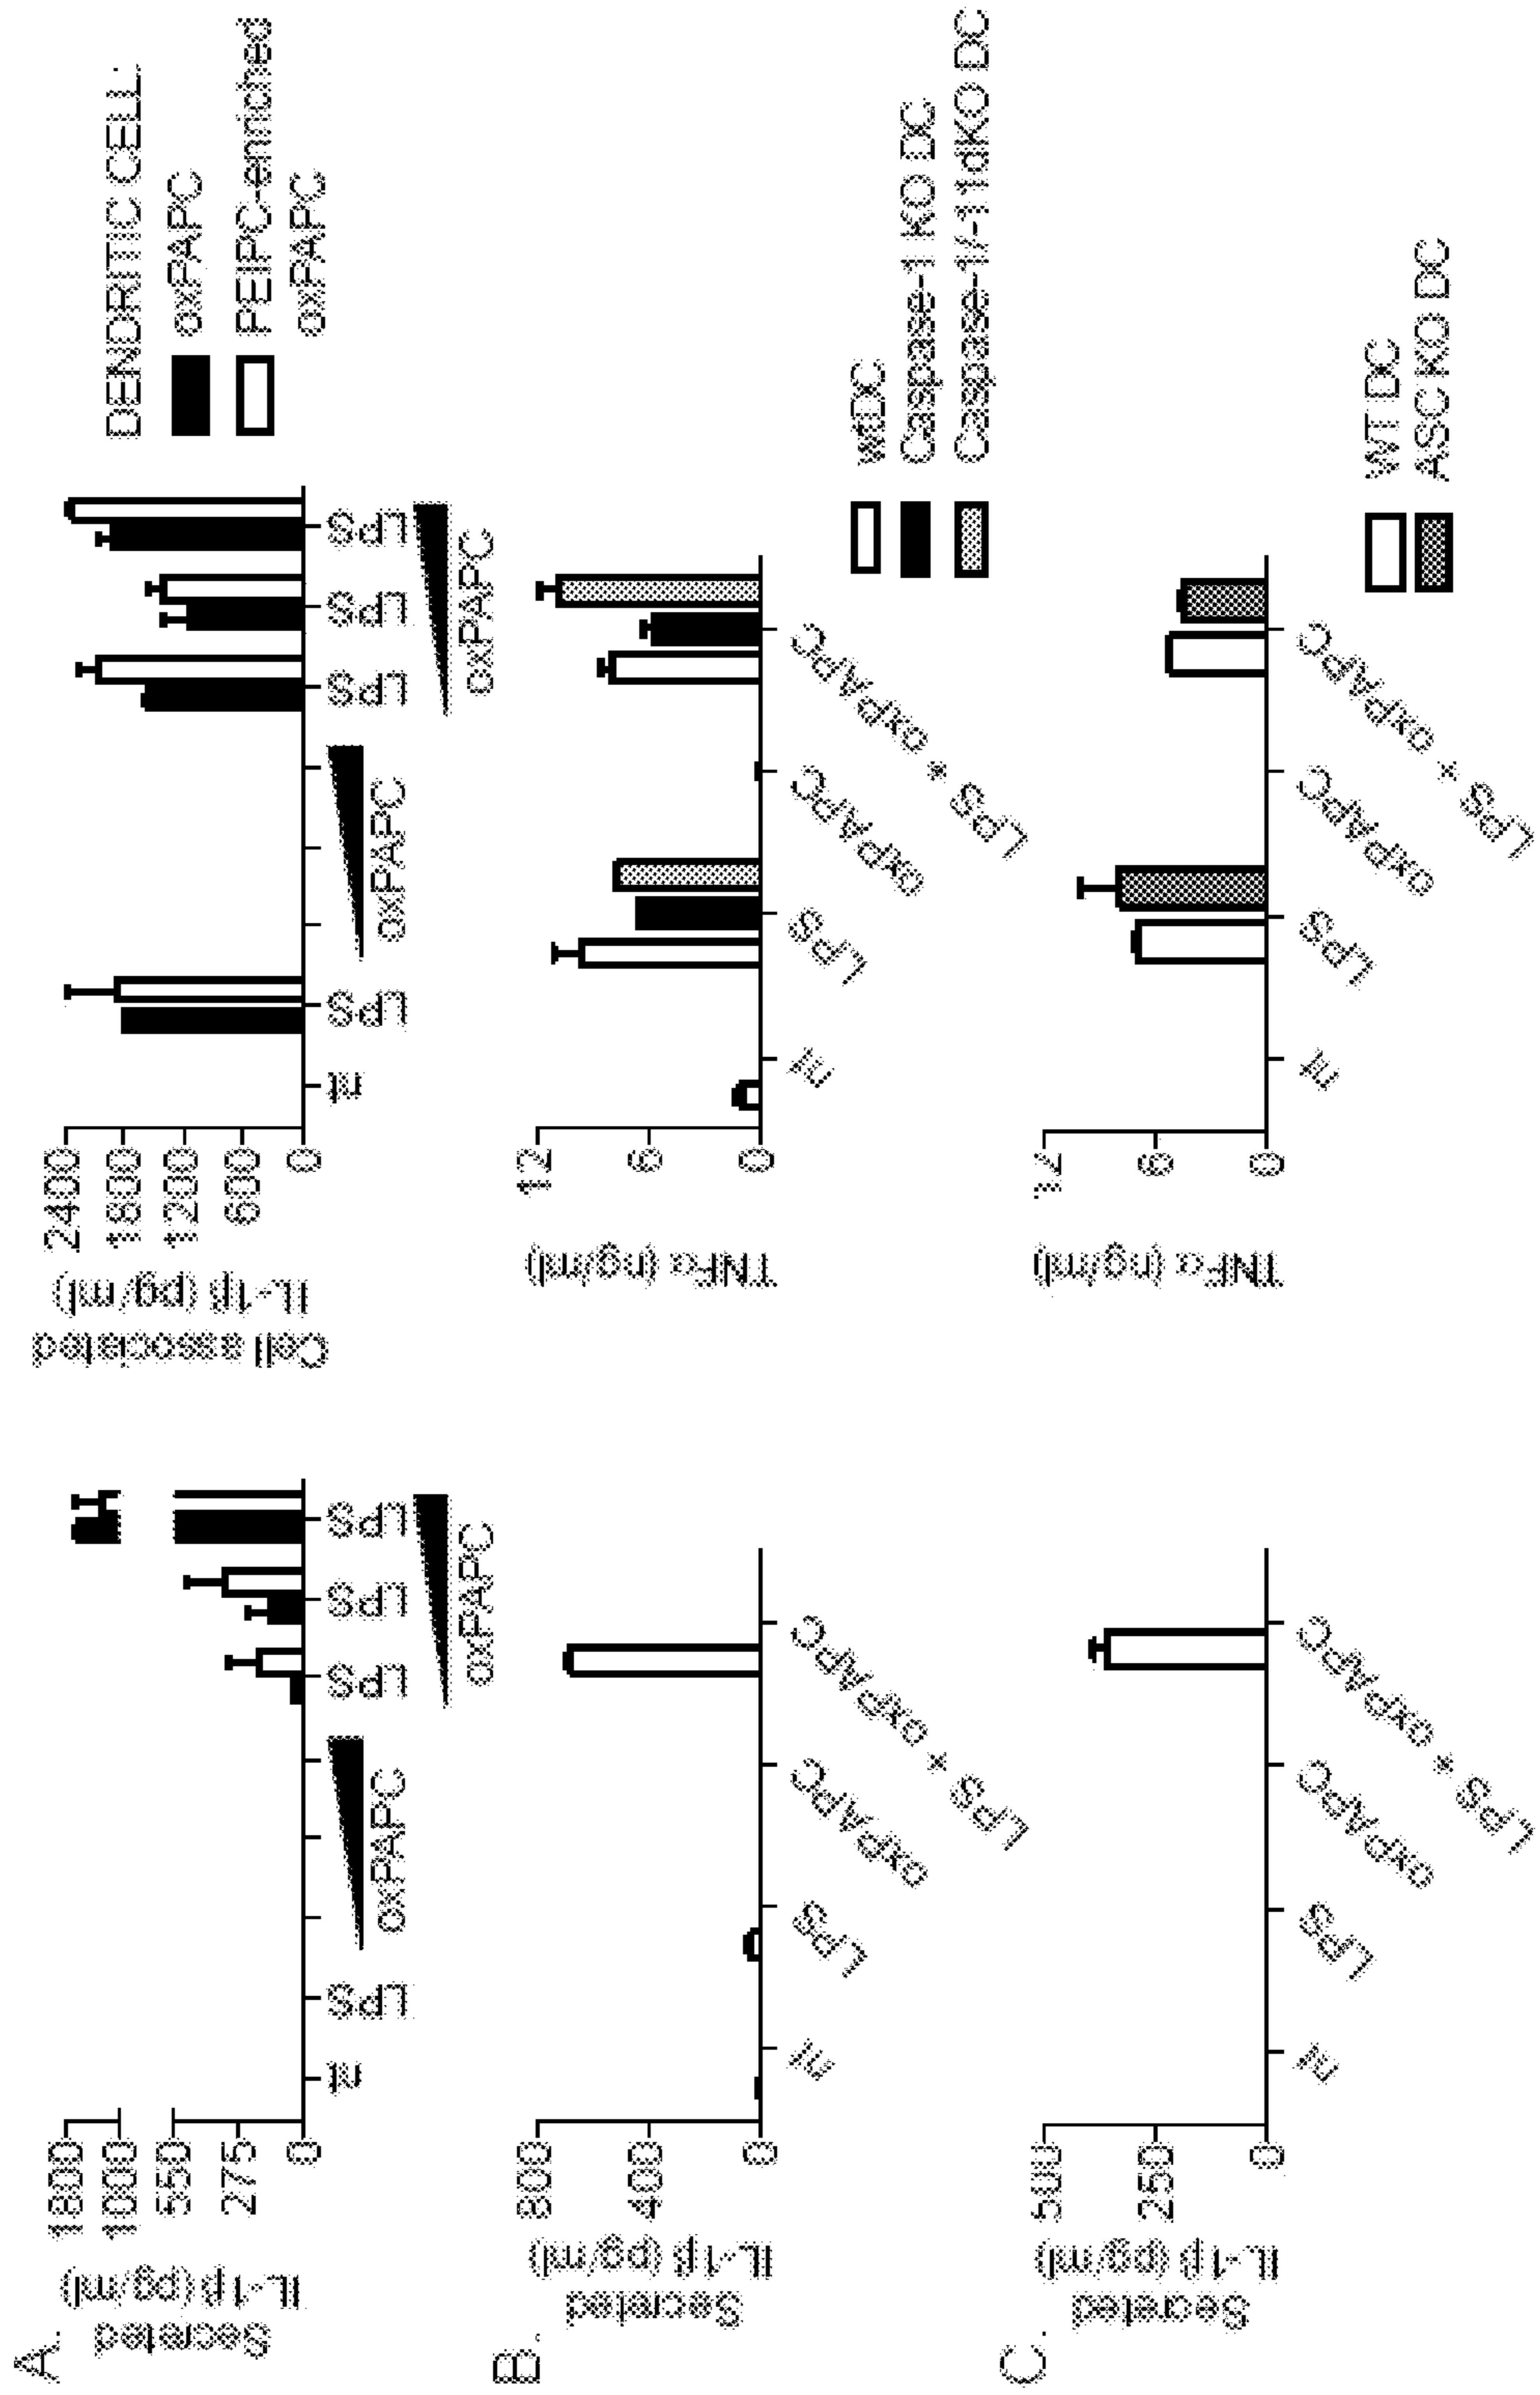 A.
Secreted
IL-1β (pg/ml)
1800
1000
550
275
0
nt
LPS
oxPAPC
LPS
LPS
LPS
oxPAPC
Cell associated
IL-1β (pg/ml)
2400
1800
1200
600
0
nt
LPS
oxPAPC
LPS
LPS
LPS
oxPAPC
DENDRITIC CELL:
oxPAPC
PEIPC-enriched
oxPAPC
B.
Secreted
IL-1β (pg/ml)
800
400
0
nt
LPS
oxPAPC
LPS + oxPAPC
TNFα (ng/ml)
12
6
0
nt
LPS
oxPAPC
LPS + oxPAPC
wtDC
Caspase-1 KO DC
Caspase-1/-11dKO DC
C.
Secreted
IL-1β (pg/ml)
500
250
0
nt
LPS
oxPAPC
LPS + oxPAPC
TNFα (ng/ml)
6
0
nt
LPS
oxPAPC
LPS + oxPAPC
WT DC
ASC KO DC